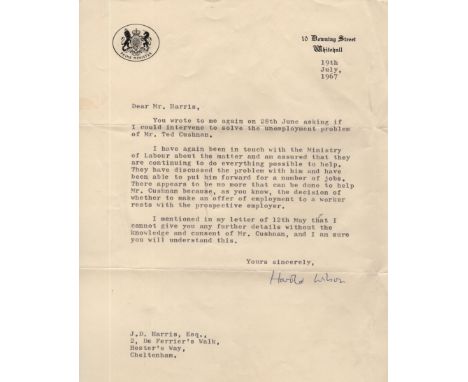 10 Downing Street
Whitehall
PRIME MINISTER
19th
July,
1967
Dear Mr. Harris,
You wrote to me again on 28th June asking if
I could intervene to solve the unemployment problem
of Mr. Ted Cushnan.
I have again been in touch with the Ministry
of Labour about the matter and am assured that they
are continuing to do everything possible to help.
They have discussed the problem with him and have
been able to put him forward for a number of jobs.
There appears to be no more that can be done to help
Mr. Cushnan because, as you know, the decision of
whether to make an offer of employment to a worker
rests with the prospective employer.
I mentioned in my letter of 12th May that I
cannot give you any further details without the
knowledge and consent of Mr. Cushnan, and I am sure
you will understand this.
Yours sincerely,
Harold Wilson
J.D. Harris, Esq.,
2, De Ferrier's Walk,
Hester's Way,
Cheltenham.